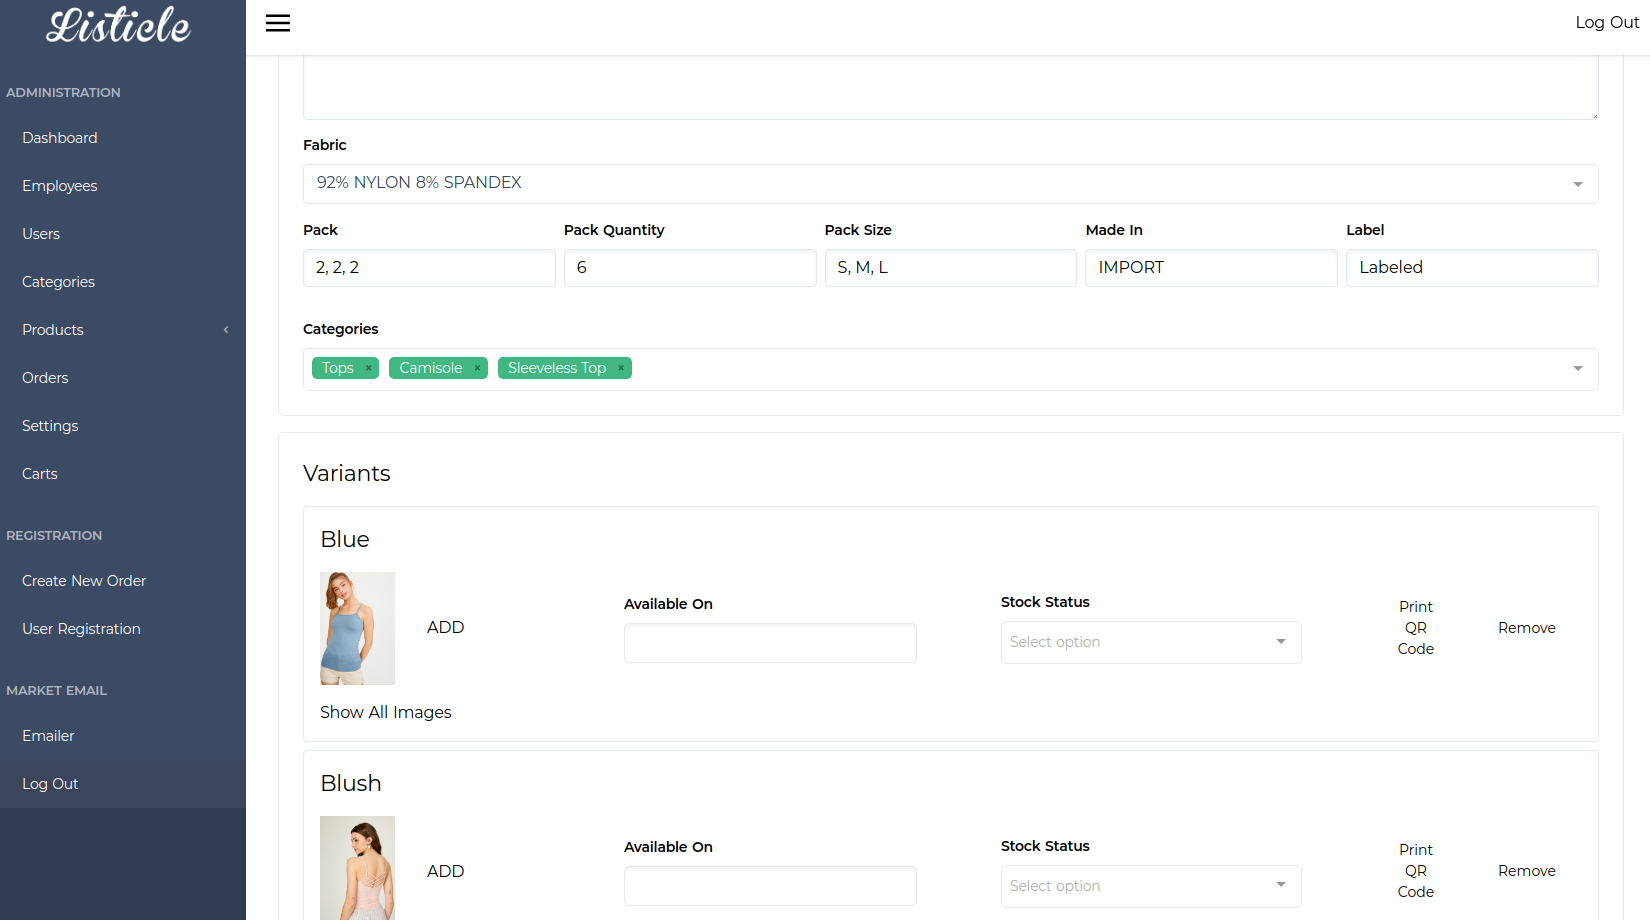 Listicle
Log Out
ADMINISTRATION
Dashboard
Employees
Users
Categories
Products
Orders
Settings
Carts
REGISTRATION
Create New Order
User Registration
MARKET EMAIL
Emailer
Log Out
Fabric
92% NYLON 8% SPANDEX
Pack Pack Quantity Pack Size Made In Label
2, 2, 2 6 S, M, L IMPORT Labeled
Categories
Tops × Camisole × Sleeveless Top ×
Variants
Blue
ADD
Available On
Stock Status
Select option
Print
QR
Code
Remove
Show All Images
Blush
ADD
Available On
Stock Status
Select option
Print
QR
Code
Remove